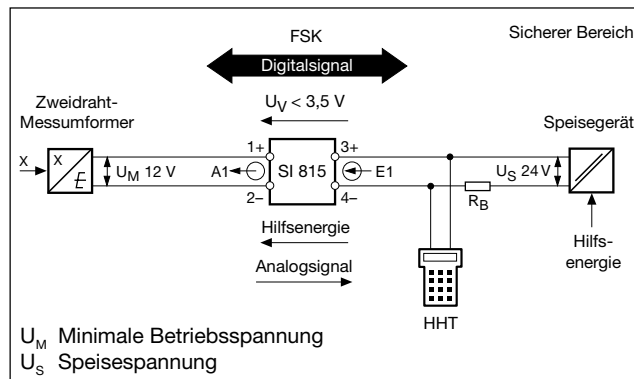 FSK
Sicherer Bereich
Digitalsignal
Zweidraht-
Messumformer
U_V < 3,5 V
Speisegerät
1+
3+
X
X
E
U_M 12 V
A1
SI 815
E1
U_S 24 V
2–
4–
R_B
Hilfsenergie
Hilfs-
energie
Analogsignal
HHT
U_M Minimale Betriebsspannung
U_S Speisespannung